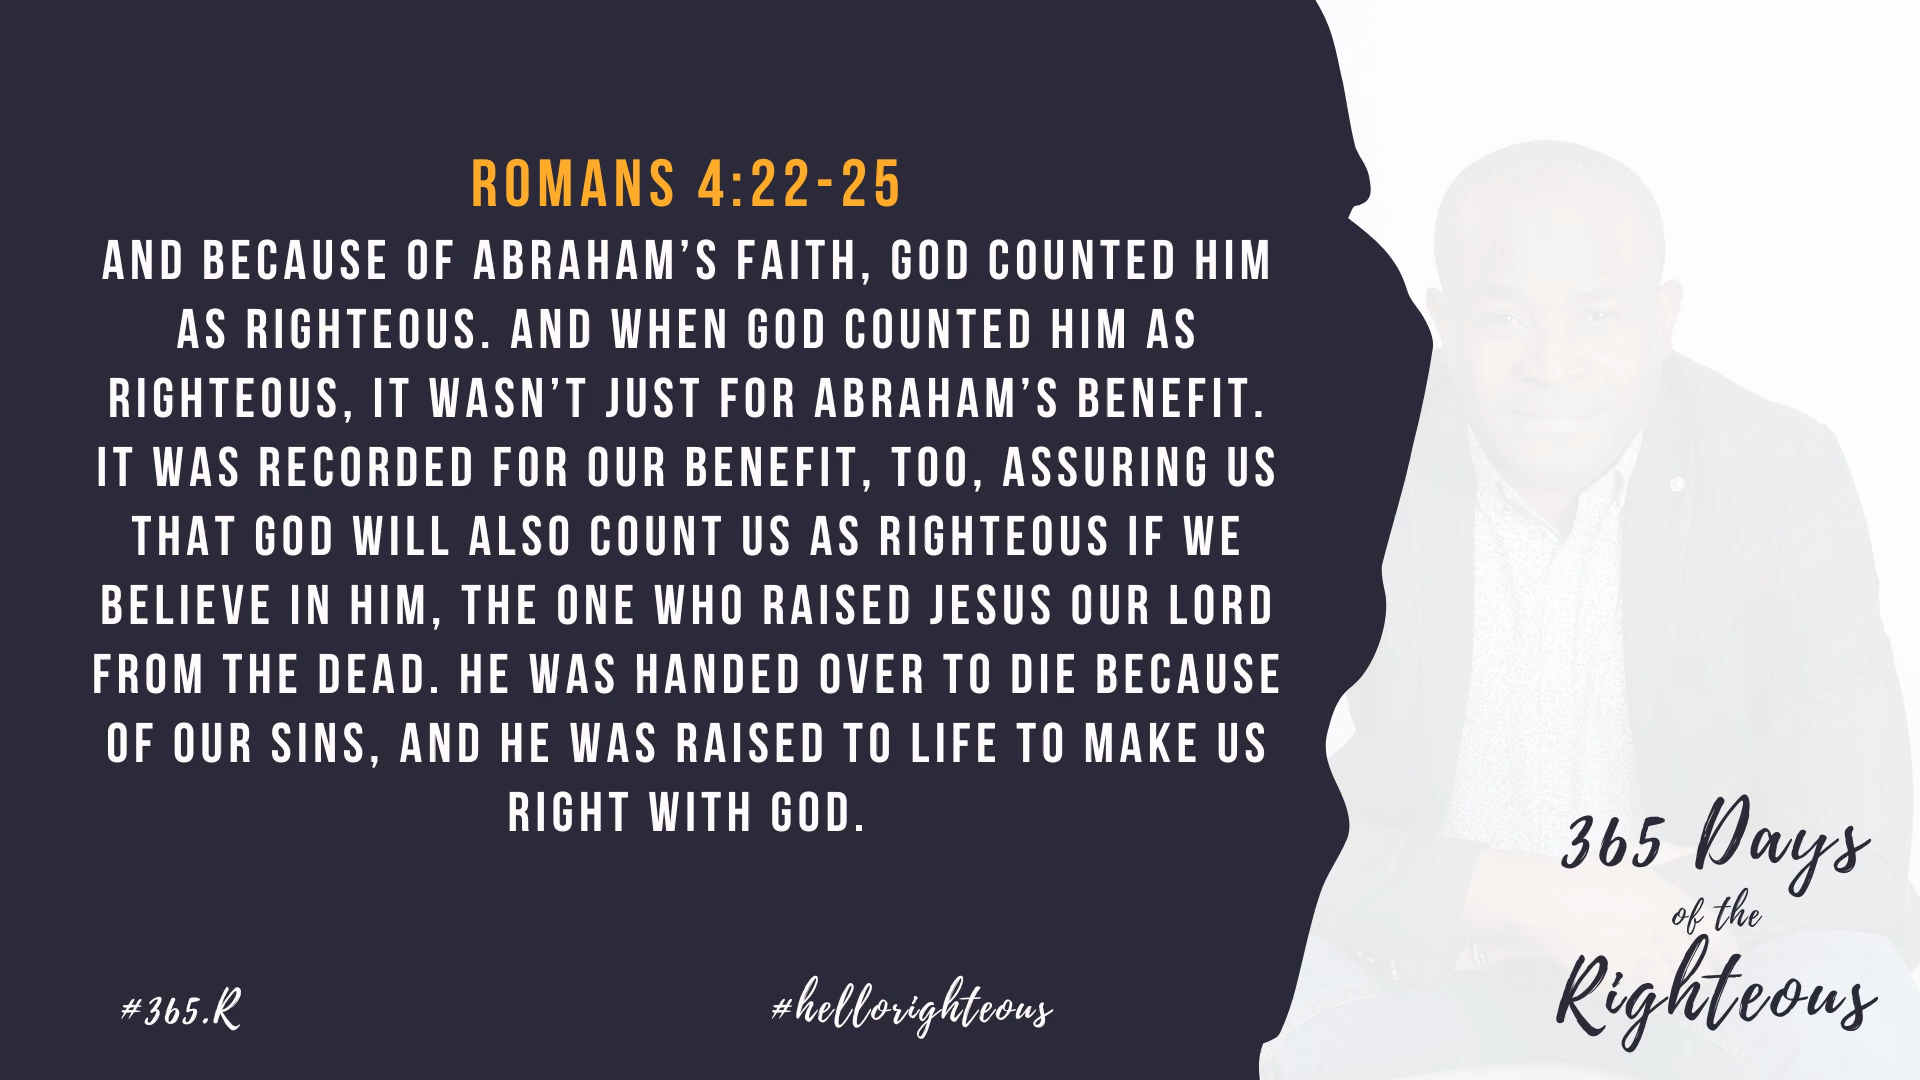 ROMANS 4:22-25
AND BECAUSE OF ABRAHAM’S FAITH, GOD COUNTED HIM
AS RIGHTEOUS. AND WHEN GOD COUNTED HIM AS
RIGHTEOUS, IT WASN’T JUST FOR ABRAHAM’S BENEFIT.
IT WAS RECORDED FOR OUR BENEFIT, TOO, ASSURING US
THAT GOD WILL ALSO COUNT US AS RIGHTEOUS IF WE
BELIEVE IN HIM, THE ONE WHO RAISED JESUS OUR LORD
FROM THE DEAD. HE WAS HANDED OVER TO DIE BECAUSE
OF OUR SINS, AND HE WAS RAISED TO LIFE TO MAKE US
RIGHT WITH GOD.
#365.R
#hellorighteous
365 Days
of the
Righteous